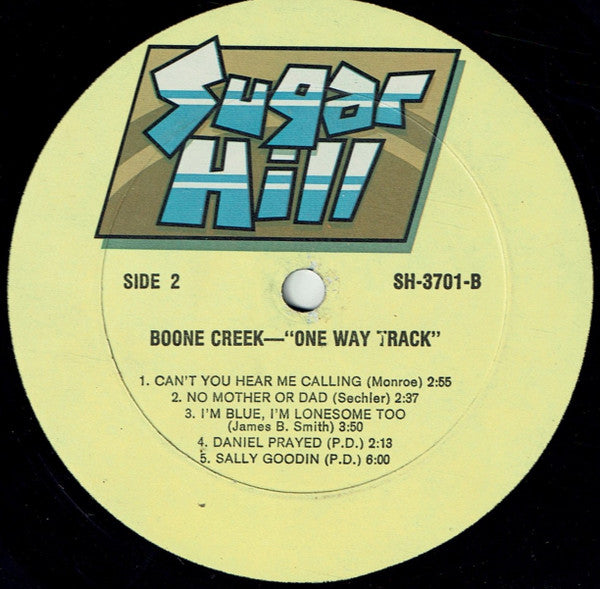 Sugar
Hill
SIDE 2
SH-3701-B
BOONE CREEK—"ONE WAY TRACK"
1. CAN'T YOU HEAR ME CALLING (Monroe) 2:55
2. NO MOTHER OR DAD (Sechler) 2:37
3. I'M BLUE, I'M LONESOME TOO
(James B. Smith) 3:50
4. DANIEL PRAYED (P.D.) 2:13
5. SALLY GOODIN (P.D.) 6:00